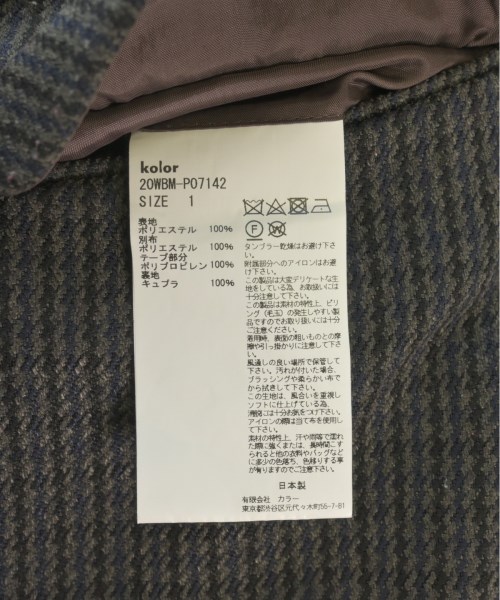 kolor
20WBM-P07142
SIZE 1
表地
ポリエステル 100%
別布
ポリエステル 100%
テープ部分
ポリプロピレン 100%
裏地
キュプラ 100%
F W
タンブラー乾燥はお避け下さい。
附属部分へのアイロンはお避け下さい。
この製品は大変デリケートな生地をしている為、お取扱いには十分注意して下さい。
この製品は素材の特性上、ピリング(毛玉)の発生しやすい製品ですのでお取り扱いには十分ご注意ください。
着用時、表面の粗いものとの摩擦や引っ掛かりに注意して下さい。
風通しの良い場所で保管して下さい。汚れが付いた場合、ブラッシングや柔らかい布でから拭きして下さい。
この生地は、風合いを重視しソフトに仕上げている為、着用には十分お気をつけ下さい。
アイロンの際は当て布を使用して下さい。
素材の特性上、汗や雨等で濡れた際に強くまたは、長時間こすられると他の衣料やバッグなどに多少の色落ち、色移りする事が有りますのでご注意下さい。
日本製
有限会社 カラー
東京都渋谷区元代々木町55-7-B1